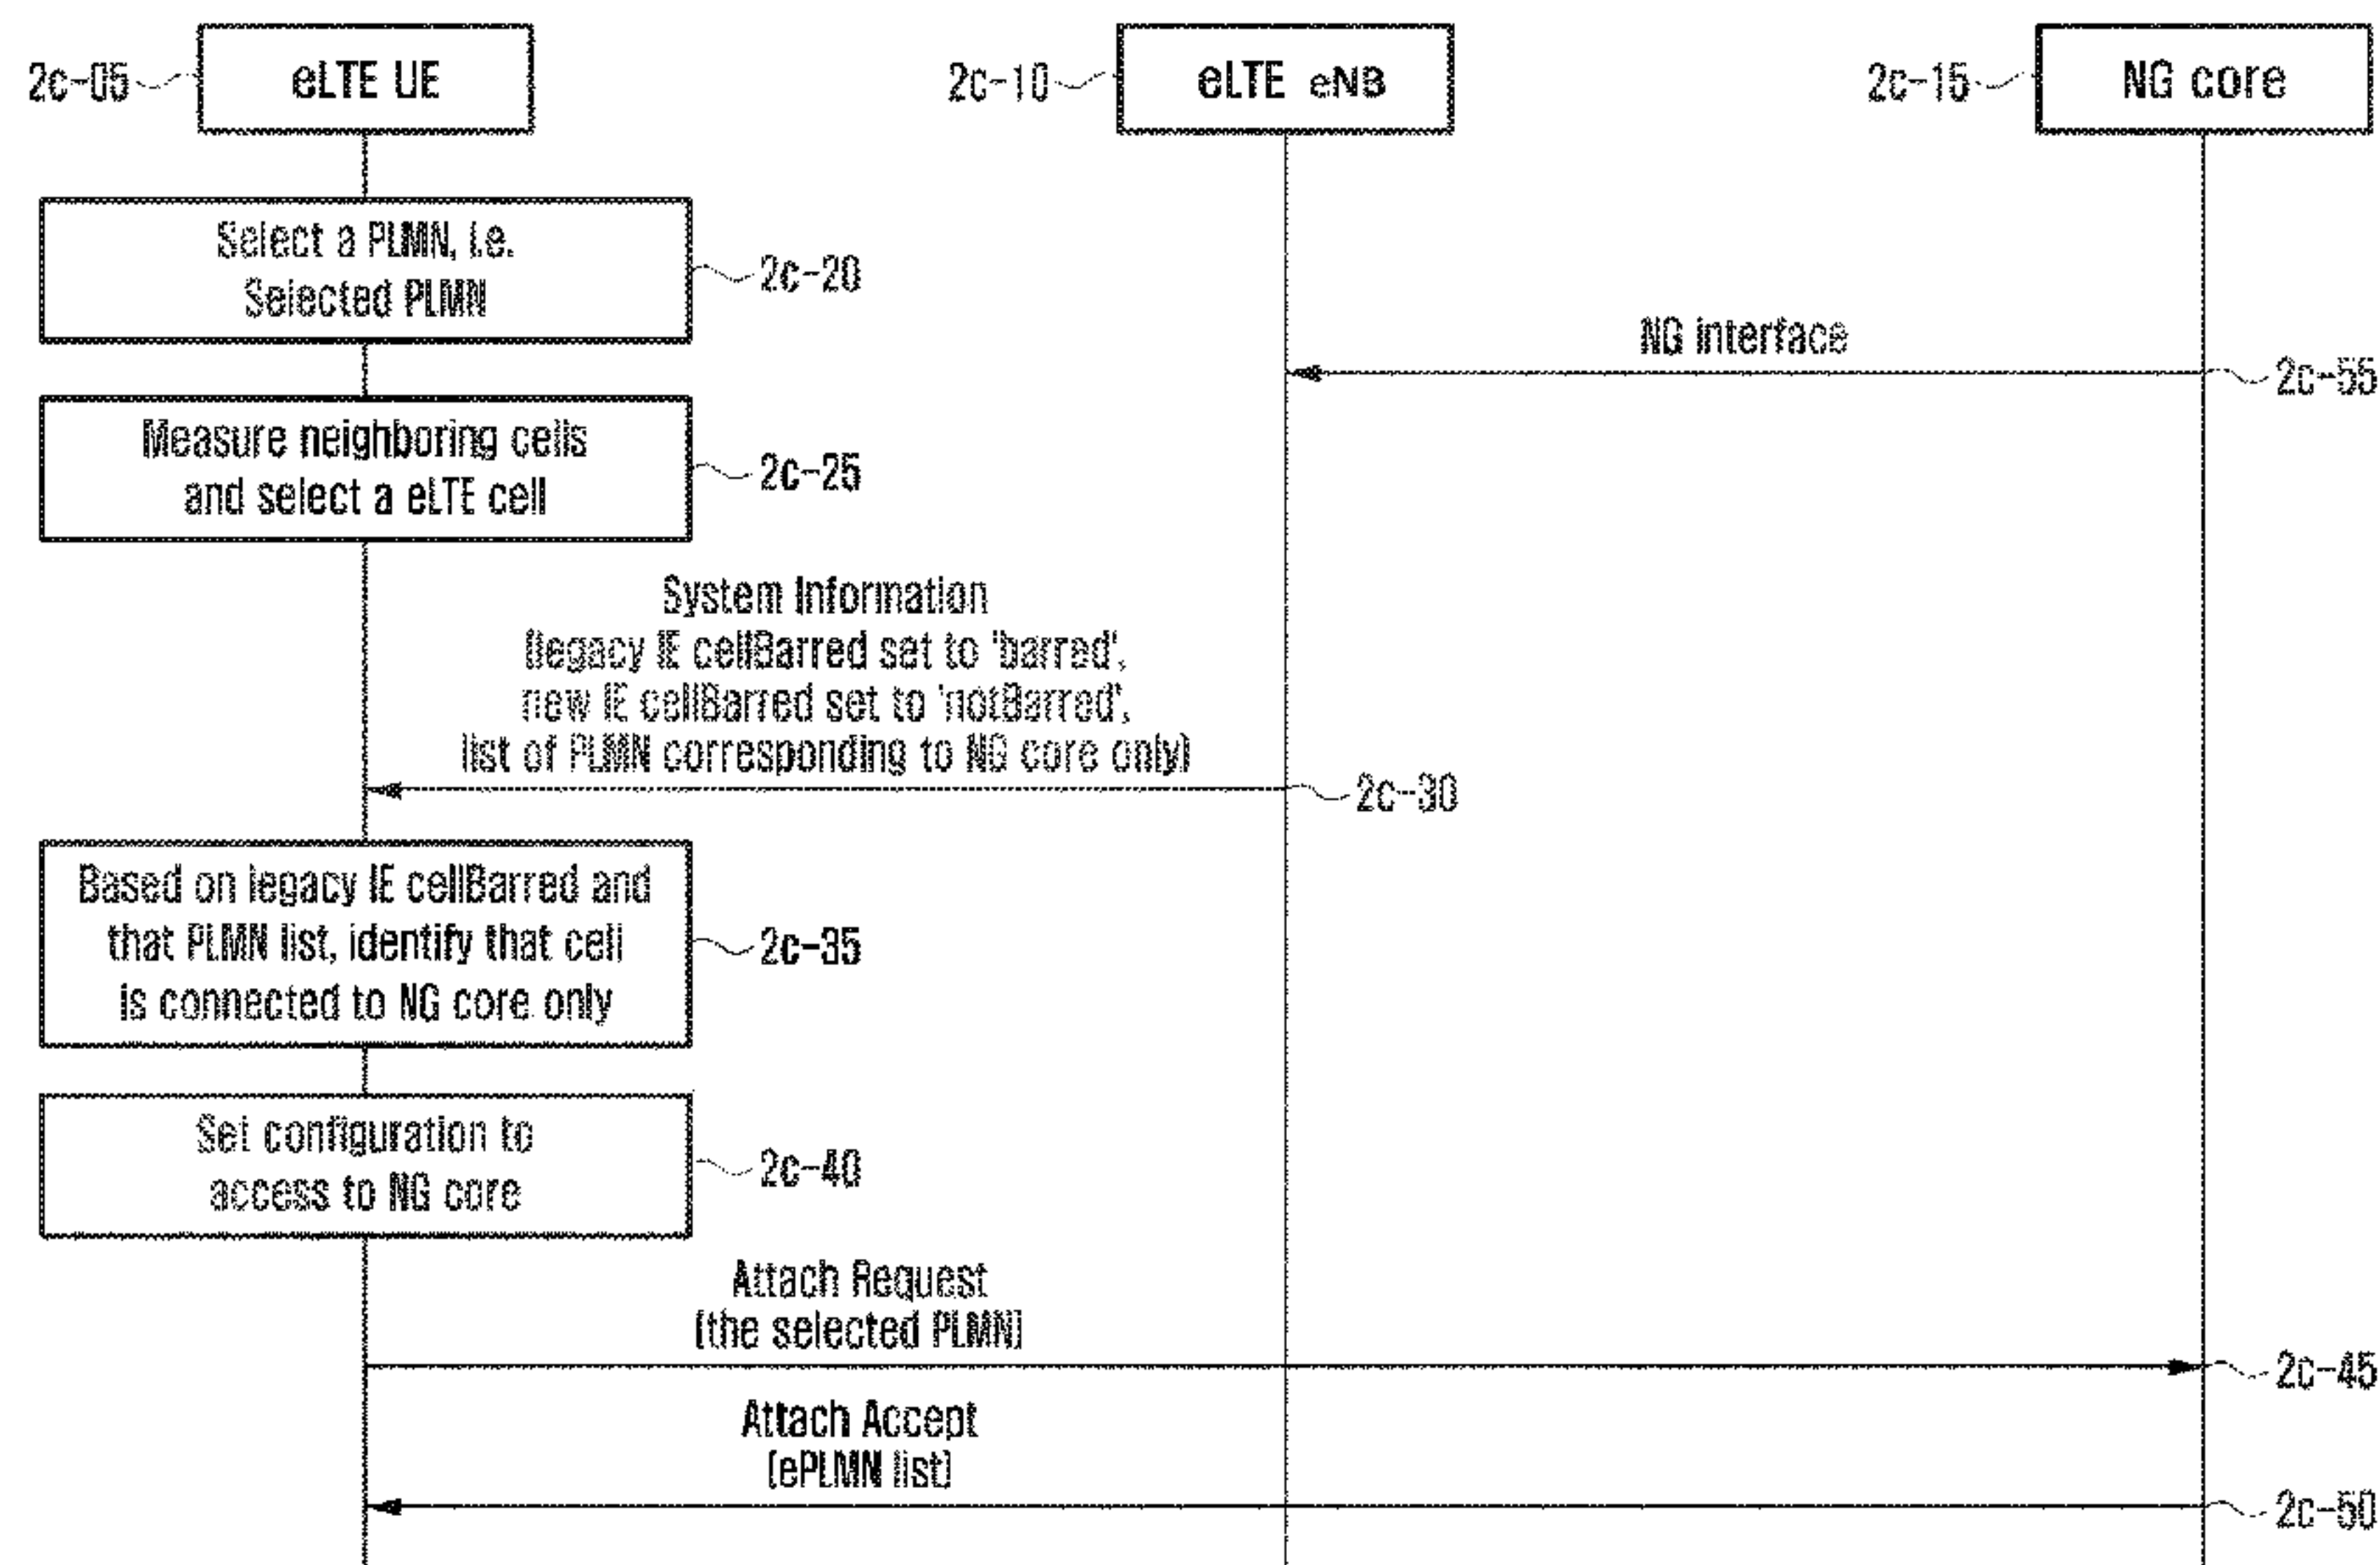 2c-05
eLTE UE
2c-10
eLTE eNB
2c-15
NG core
Select a PLMN, i.e.
Selected PLMN
2c-20
NG interface
2c-55
Measure neighboring cells
and select a eLTE cell
2c-25
System Information
(legacy IE cellBarred set to 'barred',
new IE cellBarred set to 'notBarred',
list of PLMN corresponding to NG core only)
2c-30
Based on legacy IE cellBarred and
that PLMN list, identify that cell
is connected to NG core only
2c-35
Set configuration to
access to NG core
2c-40
Attach Request
(the selected PLMN)
2c-45
Attach Accept
(ePLMN list)
2c-50